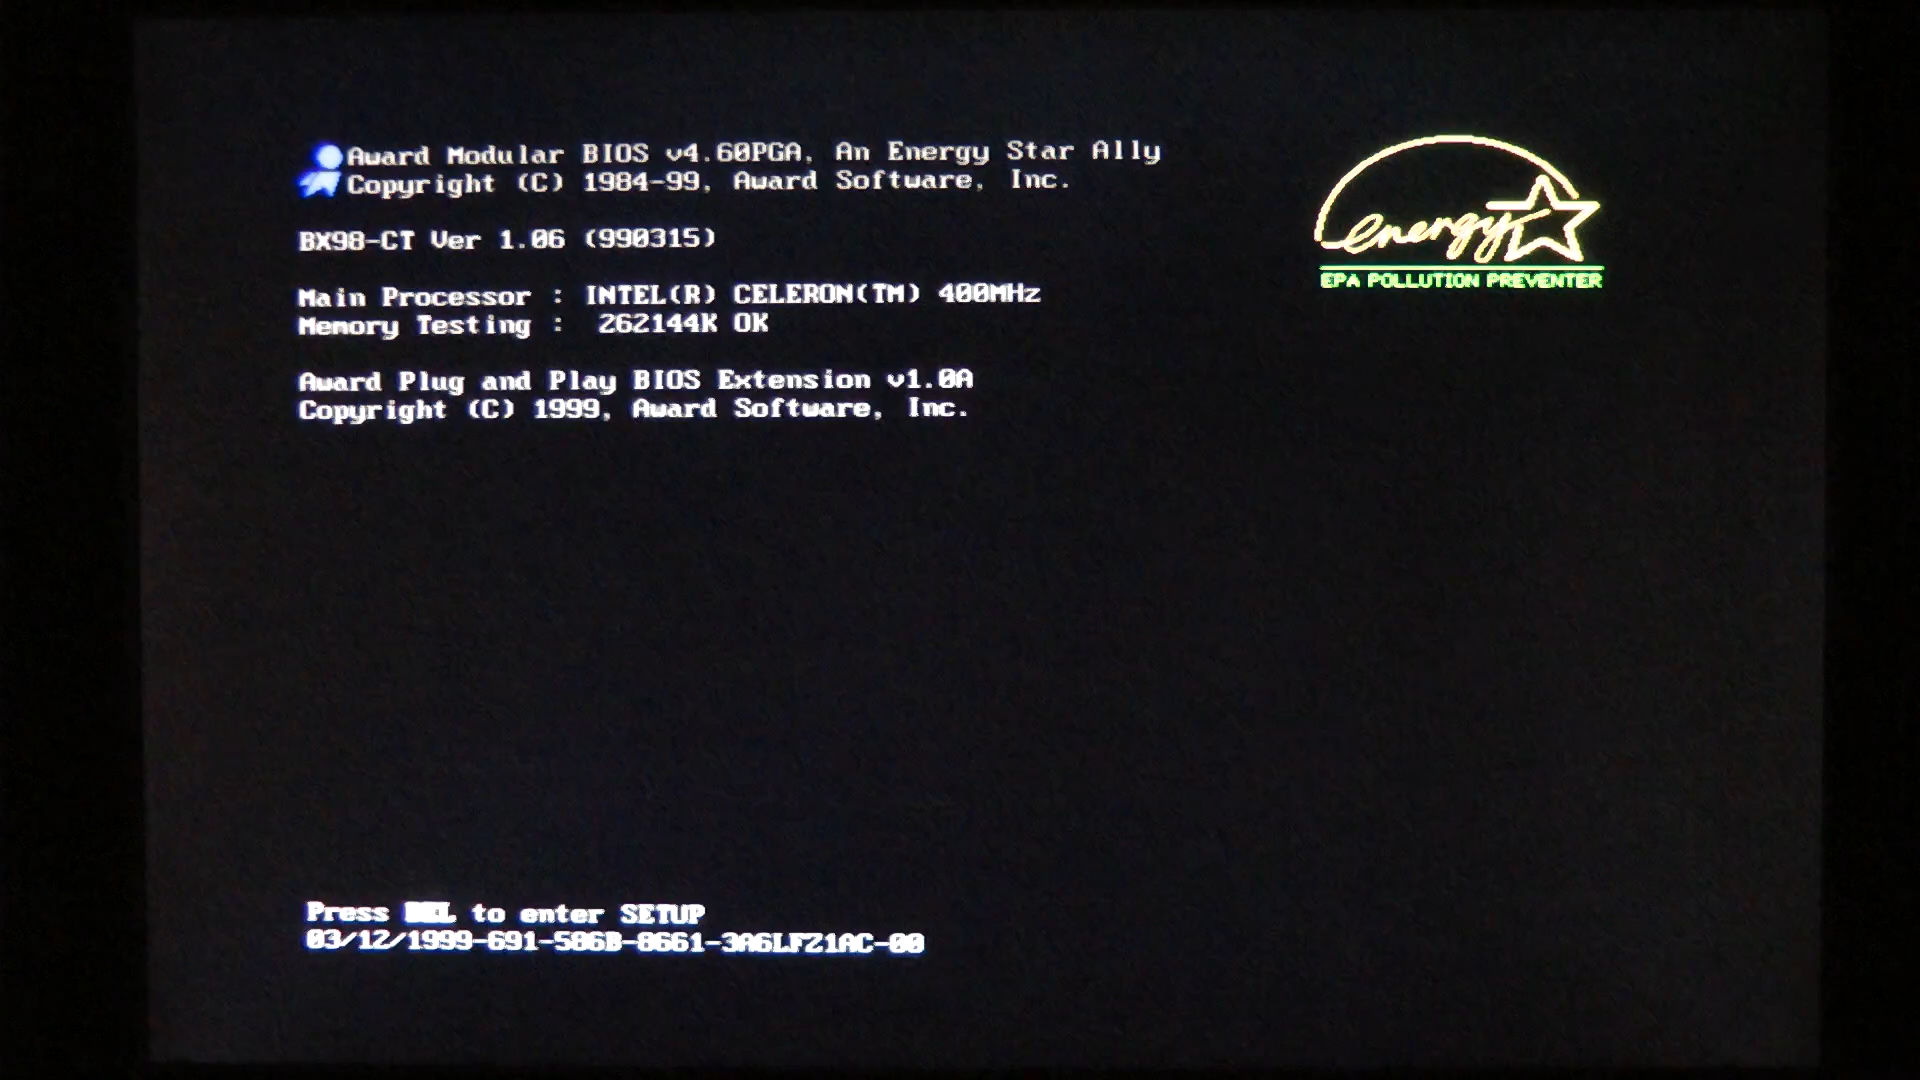 Award Modular BIOS v4.60PGA, An Energy Star Ally
Copyright (C) 1984-99, Award Software, Inc.
energy
EPA POLLUTION PREVENTER
BX98-CT Ver 1.06 (990315)
Main Processor : INTEL(R) CELERON(TM) 400MHz
Memory Testing : 262144K OK
Award Plug and Play BIOS Extension v1.0A
Copyright (C) 1999, Award Software, Inc.
Press DEL to enter SETUP
03/12/1999-691-586B-8661-3A6LFZ1AC-00